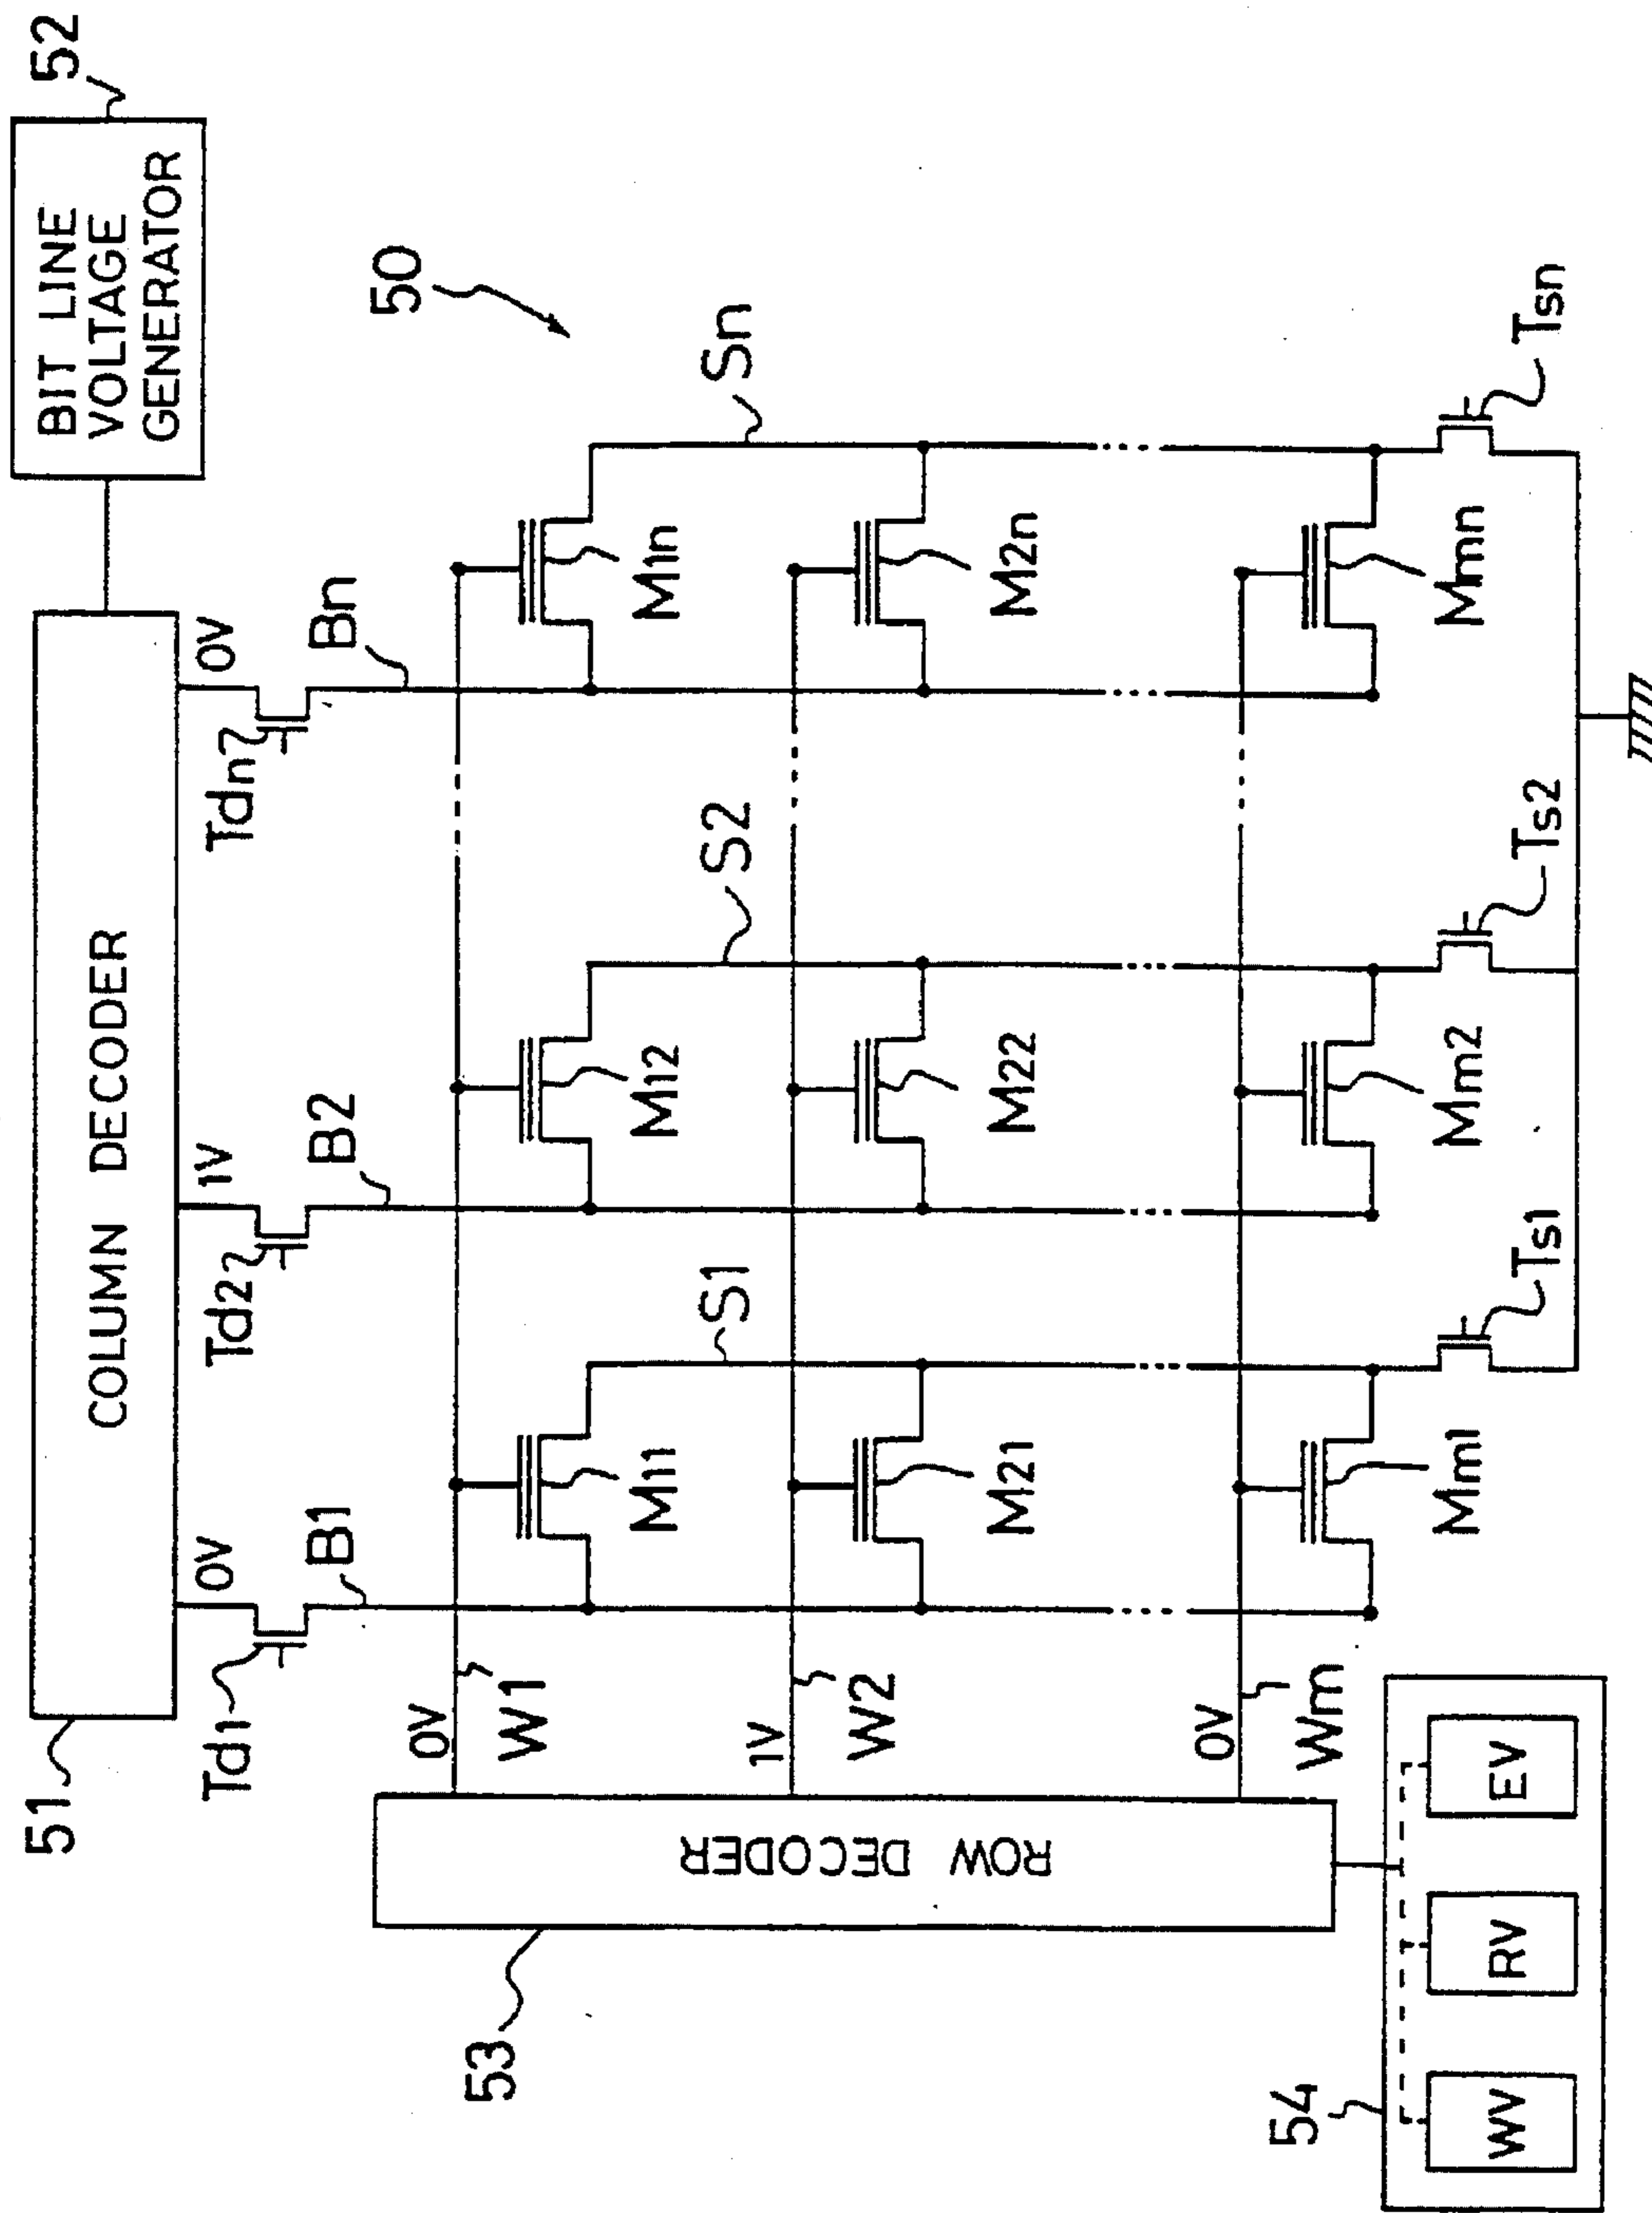 52
BIT LINE
VOLTAGE
GENERATOR
51
COLUMN DECODER
0V
1V
0V
Td1
Td2
Tdn
B1
B2
Bn
50
0V
W1
S1
S2
Sn
M11
M12
M1n
1V
W2
M21
M22
M2n
53
ROW DECODER
0V
Wm
Mm1
Mm2
Mmn
Ts1
Ts2
Tsn
54
WV
RV
EV